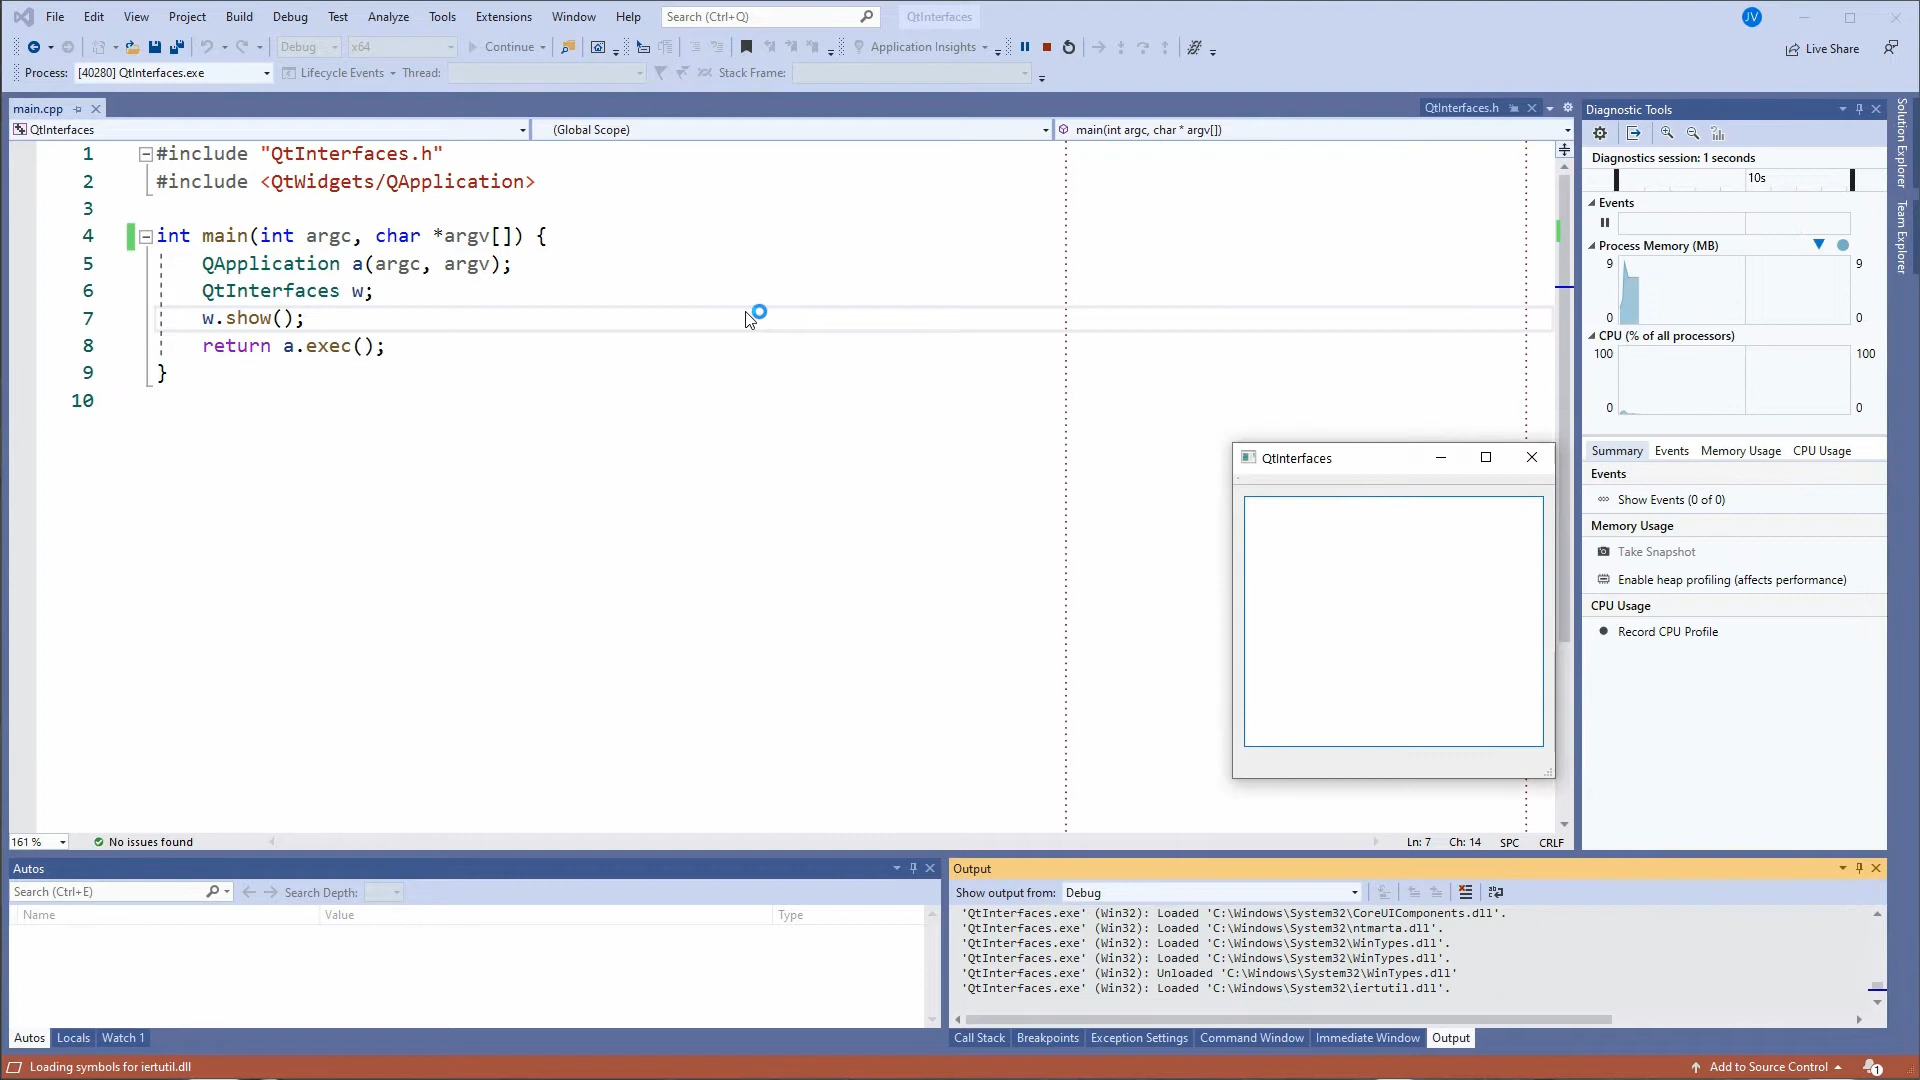 File Edit View Project Build Debug Test Analyze Tools Extensions Window Help Search (Ctrl+Q) QtInterfaces JV
Debug x64 Continue Application Insights Live Share
Process: [40280] QtInterfaces.exe Lifecycle Events Thread: Stack Frame:
main.cpp QtInterfaces.h
QtInterfaces (Global Scope) main(int argc, char * argv[])
1 #include "QtInterfaces.h"
2 #include <QtWidgets/QApplication>
3
4 int main(int argc, char *argv[]) {
5 QApplication a(argc, argv);
6 QtInterfaces w;
7 w.show();
8 return a.exec();
9 }
10
161 % No issues found Ln: 7 Ch: 14 SPC CRLF
QtInterfaces
Diagnostic Tools
Diagnostics session: 1 seconds
10s
Events
Process Memory (MB)
9 9
0 0
CPU (% of all processors)
100 100
0 0
Summary Events Memory Usage CPU Usage
Events
Show Events (0 of 0)
Memory Usage
Take Snapshot
Enable heap profiling (affects performance)
CPU Usage
Record CPU Profile
Solution Explorer
Team Explorer
Autos
Search (Ctrl+E) Search Depth:
Name Value Type
Autos Locals Watch 1
Output
Show output from: Debug
'QtInterfaces.exe' (Win32): Loaded 'C:\Windows\System32\CoreUIComponents.dll'.
'QtInterfaces.exe' (Win32): Loaded 'C:\Windows\System32\ntmarta.dll'.
'QtInterfaces.exe' (Win32): Loaded 'C:\Windows\System32\WinTypes.dll'.
'QtInterfaces.exe' (Win32): Loaded 'C:\Windows\System32\WinTypes.dll'.
'QtInterfaces.exe' (Win32): Unloaded 'C:\Windows\System32\WinTypes.dll'
'QtInterfaces.exe' (Win32): Loaded 'C:\Windows\System32\iertutil.dll'.
Call Stack Breakpoints Exception Settings Command Window Immediate Window Output
Loading symbols for iertutil.dll Add to Source Control 1